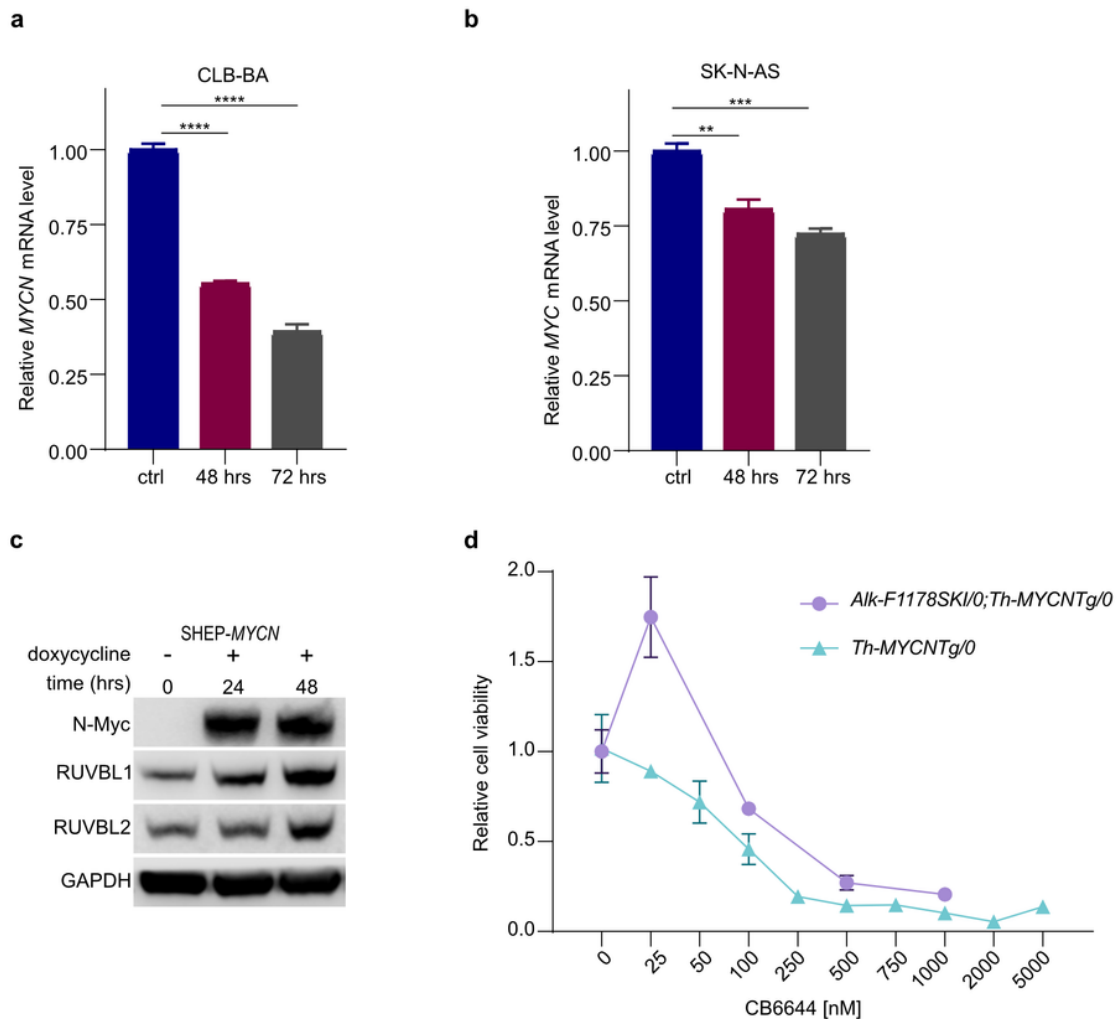 a
CLB-BA
****
****
Relative MYCN mRNA level
1.00
0.75
0.50
0.25
0.00
ctrl
48 hrs
72 hrs
b
SK-N-AS
***
**
Relative MYC mRNA level
1.00
0.75
0.50
0.25
0.00
ctrl
48 hrs
72 hrs
c
SHEP-MYCN
doxycycline - + +
time (hrs) 0 24 48
N-Myc
RUVBL1
RUVBL2
GAPDH
d
Alk-F1178SKI/0;Th-MYCNTg/0
Th-MYCNTg/0
Relative cell viability
2.0
1.5
1.0
0.5
0.0
0
25
50
100
250
500
750
1000
2000
5000
CB6644 [nM]